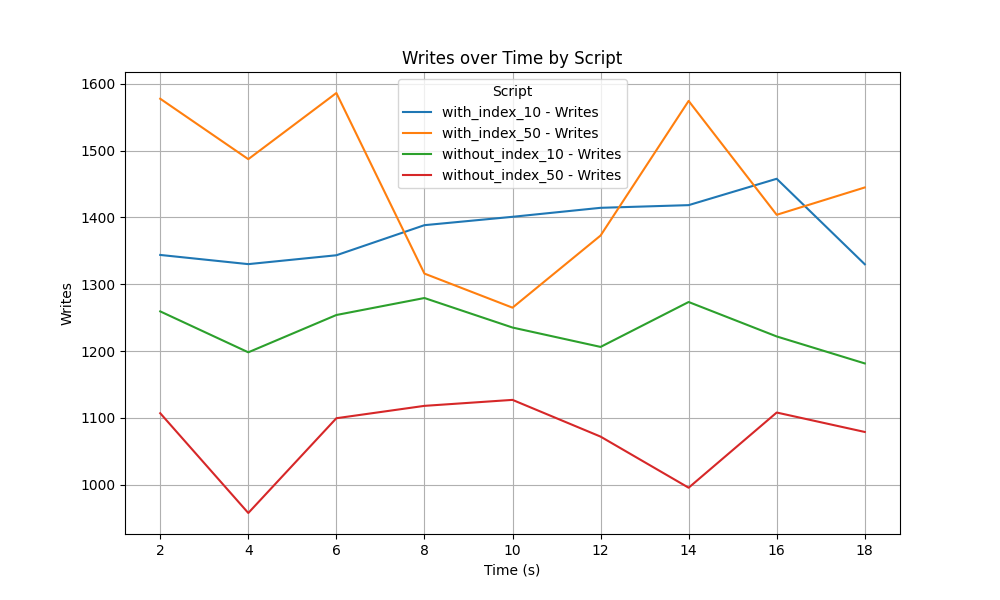 Writes over Time by Script
Script
with_index_10 - Writes
with_index_50 - Writes
without_index_10 - Writes
without_index_50 - Writes
Writes
1600
1500
1400
1300
1200
1100
1000
2 4 6 8 10 12 14 16 18
Time (s)